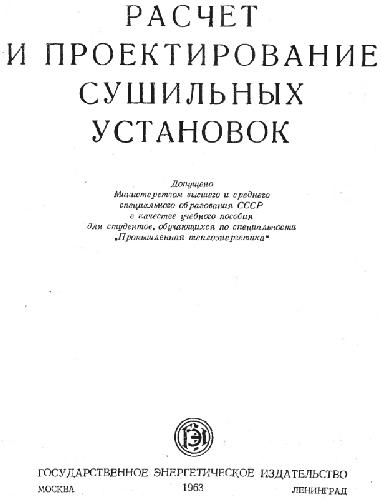 РАСЧЕТ
И ПРОЕКТИРОВАНИЕ
СУШИЛЬНЫХ
УСТАНОВОК
Допущено
Министерством высшего и среднего
специального образования СССР
в качестве учебного пособия
для студентов, обучающихся по специальности
„Промышленная теплоэнергетика“
ГЭИ
ГОСУДАРСТВЕННОЕ ЭНЕРГЕТИЧЕСКОЕ ИЗДАТЕЛЬСТВО
МОСКВА 1963 ЛЕНИНГРАД